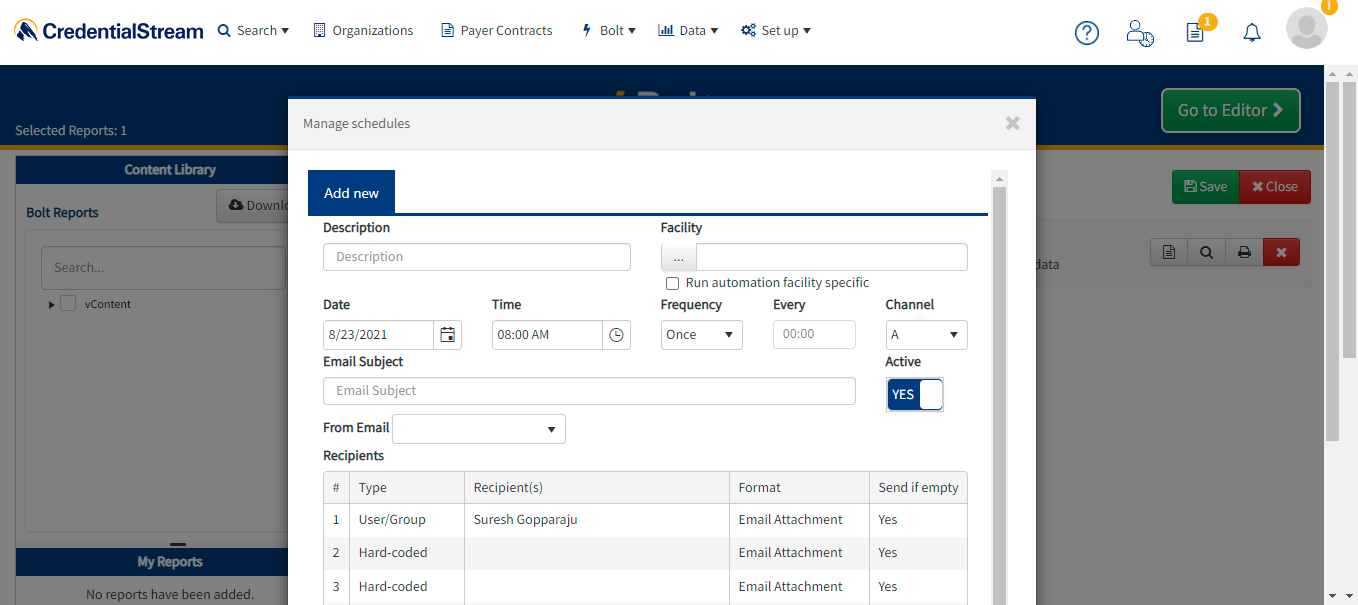 CredentialStream Search Organizations Payer Contracts Bolt Data Set up 1 !
Selected Reports: 1
Go to Editor
Manage schedules
Content Library
Save Close
Bolt Reports
Add new
Description Facility
Description ...
Search...
data
Run automation facility specific
vContent
Date Time Frequency Every Channel
8/23/2021 08:00 AM Once 00:00 A
Email Subject Active
Email Subject YES
From Email
Recipients
# Type Recipient(s) Format Send if empty
1 User/Group Suresh Gopparaju Email Attachment Yes
2 Hard-coded Email Attachment Yes
My Reports
3 Hard-coded Email Attachment Yes
No reports have been added.